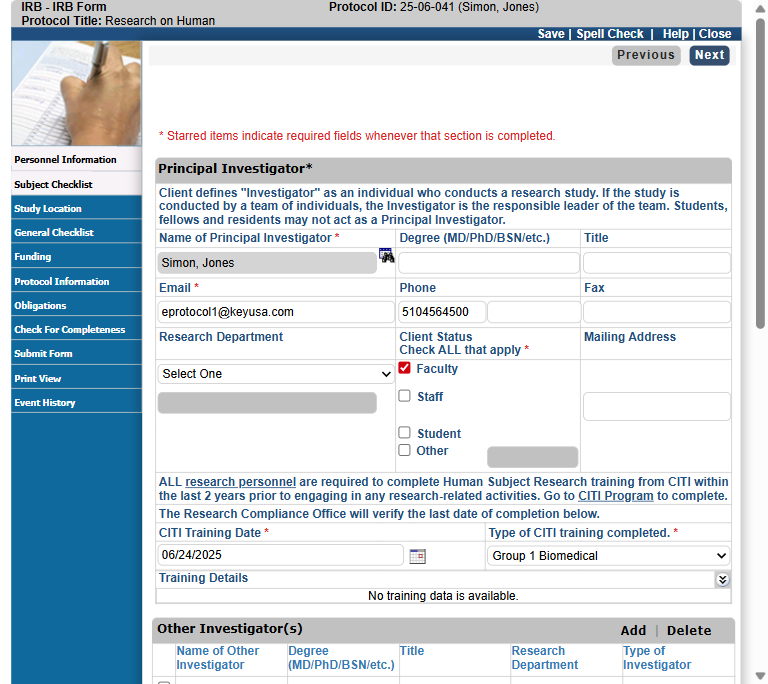 IRB - IRB Form Protocol ID: 25-06-041 (Simon, Jones)
Protocol Title: Research on Human
Save | Spell Check | Help | Close
Previous Next
* Starred items indicate required fields whenever that section is completed.
Personnel Information
Subject Checklist
Study Location
General Checklist
Funding
Protocol Information
Obligations
Check For Completeness
Submit Form
Print View
Event History
Principal Investigator*
Client defines "Investigator" as an individual who conducts a research study. If the study is
conducted by a team of individuals, the Investigator is the responsible leader of the team. Students,
fellows and residents may not act as a Principal Investigator.
Name of Principal Investigator * Degree (MD/PhD/BSN/etc.) Title
Simon, Jones
Email * Phone Fax
eprotocol1@keyusa.com 5104564500
Research Department Client Status Mailing Address
Check ALL that apply *
Select One Faculty
Staff
Student
Other
ALL research personnel are required to complete Human Subject Research training from CITI within
the last 2 years prior to engaging in any research-related activities. Go to CITI Program to complete.
The Research Compliance Office will verify the last date of completion below.
CITI Training Date * Type of CITI training completed. *
06/24/2025 Group 1 Biomedical
Training Details
No training data is available.
Other Investigator(s) Add | Delete
Name of Other Degree Title Research Type of
Investigator (MD/PhD/BSN/etc.) Department Investigator